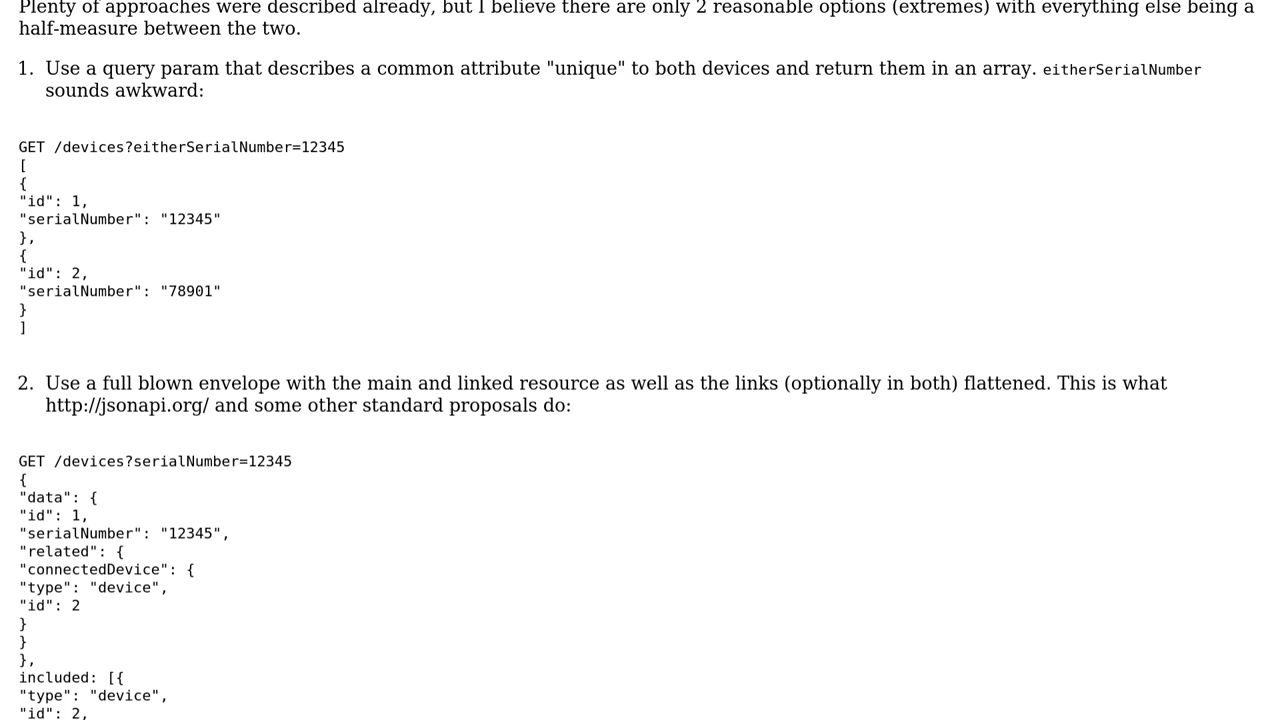 Plenty of approaches were described already, but I believe there are only 2 reasonable options (extremes) with everything else being a
half-measure between the two.
1. Use a query param that describes a common attribute "unique" to both devices and return them in an array. eitherSerialNumber
sounds awkward:
GET /devices?eitherSerialNumber=12345
[
{
"id": 1,
"serialNumber": "12345"
},
{
"id": 2,
"serialNumber": "78901"
}
]
2. Use a full blown envelope with the main and linked resource as well as the links (optionally in both) flattened. This is what
http://jsonapi.org/ and some other standard proposals do:
GET /devices?serialNumber=12345
{
"data": {
"id": 1,
"serialNumber": "12345",
"related": {
"connectedDevice": {
"type": "device",
"id": 2
}
}
},
included: [{
"type": "device",
"id": 2,